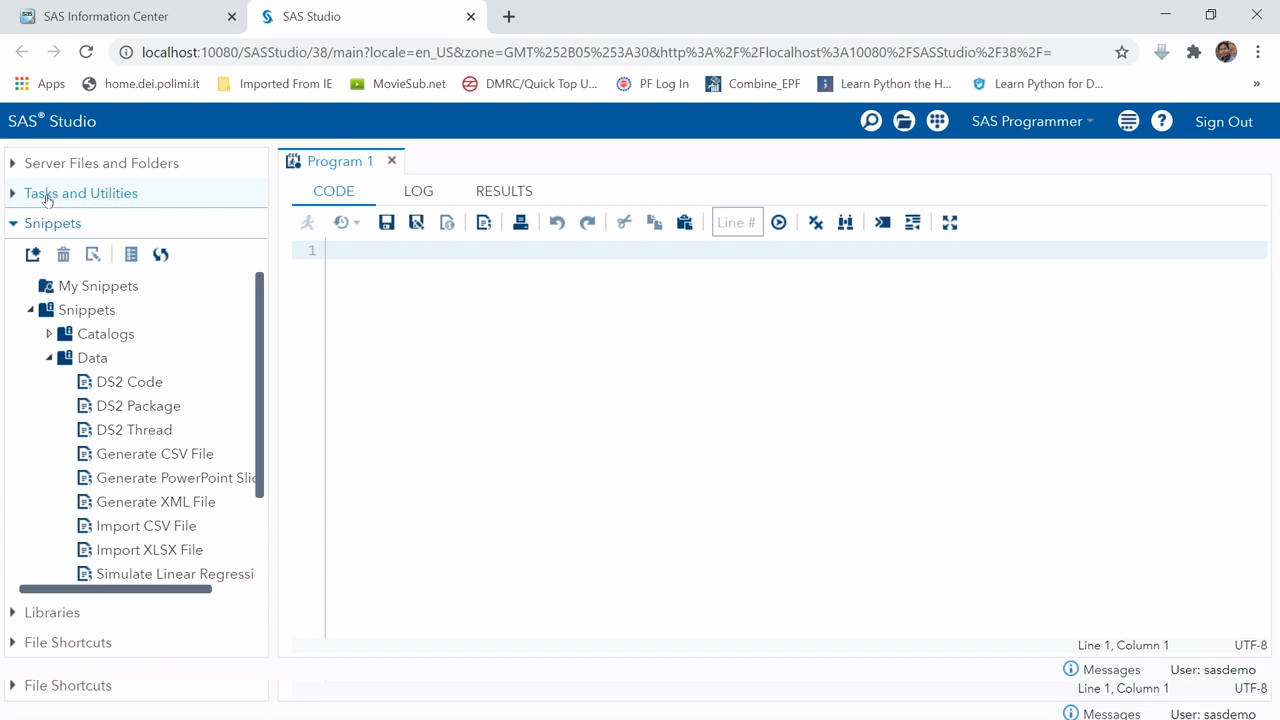 SAS Information Center
SAS Studio
localhost:10080/SASStudio/38/main?locale=en_US&zone=GMT%252B05%253A30&http%3A%2F%2Flocalhost%3A10080%2FSASStudio%2F38%2F=
Apps
home.dei.polimi.it
Imported From IE
MovieSub.net
DMRC/Quick Top U...
PF Log In
Combine_EPF
Learn Python the H...
Learn Python for D...
»
SAS® Studio
SAS Programmer
Sign Out
Server Files and Folders
Tasks and Utilities
Snippets
My Snippets
Snippets
Catalogs
Data
DS2 Code
DS2 Package
DS2 Thread
Generate CSV File
Generate PowerPoint Slid
Generate XML File
Import CSV File
Import XLSX File
Simulate Linear Regressi
Libraries
File Shortcuts
File Shortcuts
Program 1
CODE
LOG
RESULTS
Line #
1
Line 1, Column 1
UTF-8
Messages
User: sasdemo
Line 1, Column 1
UTF-8
Messages
User: sasdemo